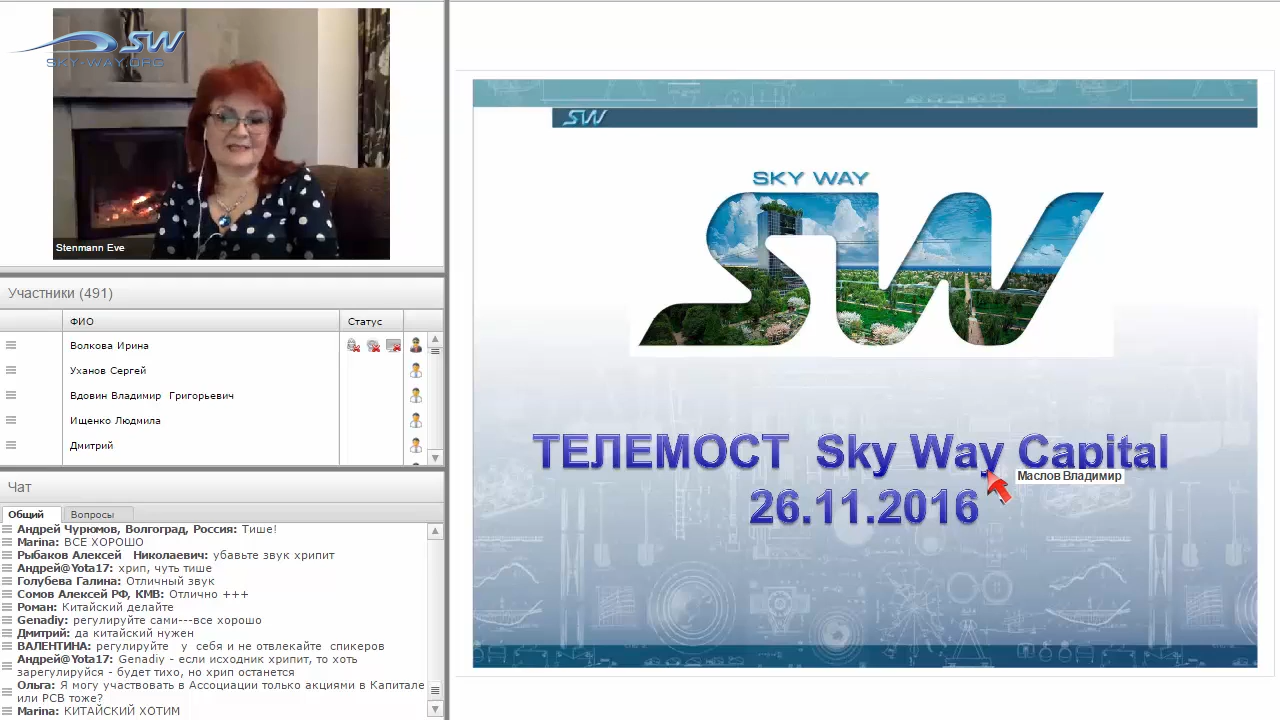 SW
SKY-WAY.ORG
Stenmann Eve
Участники (491)
ФИО
Статус
Волкова Ирина
Уханов Сергей
Вдовин Владимир Григорьевич
Ищенко Людмила
Дмитрий
Чат
Общий
Вопросы
Андрей Чурюмов, Волгоград, Россия: Тише!
Marina: ВСЕ ХОРОШО
Рыбаков Алексей Николаевич: убавьте звук хрипит
Андрей@Yota17: хрип, чуть тише
Голубева Галина: Отличный звук
Сомов Алексей РФ, КМВ: Отлично +++
Роман: Китайский делайте
Genadiy: регулируйте сами---все хорошо
Дмитрий: да китайский нужен
ВАЛЕНТИНА: регулируйте у себя и не отвлекайте спикеров
Андрей@Yota17: Genadiy - если исходник хрипит, то хоть
зарегулируйся - будет тихо, но хрип останется
Ольга: Я могу участвовать в Ассоциации только акциями в Капитале
или РСВ тоже?
Marina: КИТАЙСКИЙ ХОТИМ
SW
SKY WAY
SW
ТЕЛЕМОСТ Sky Way Capital
Маслов Владимир
26.11.2016